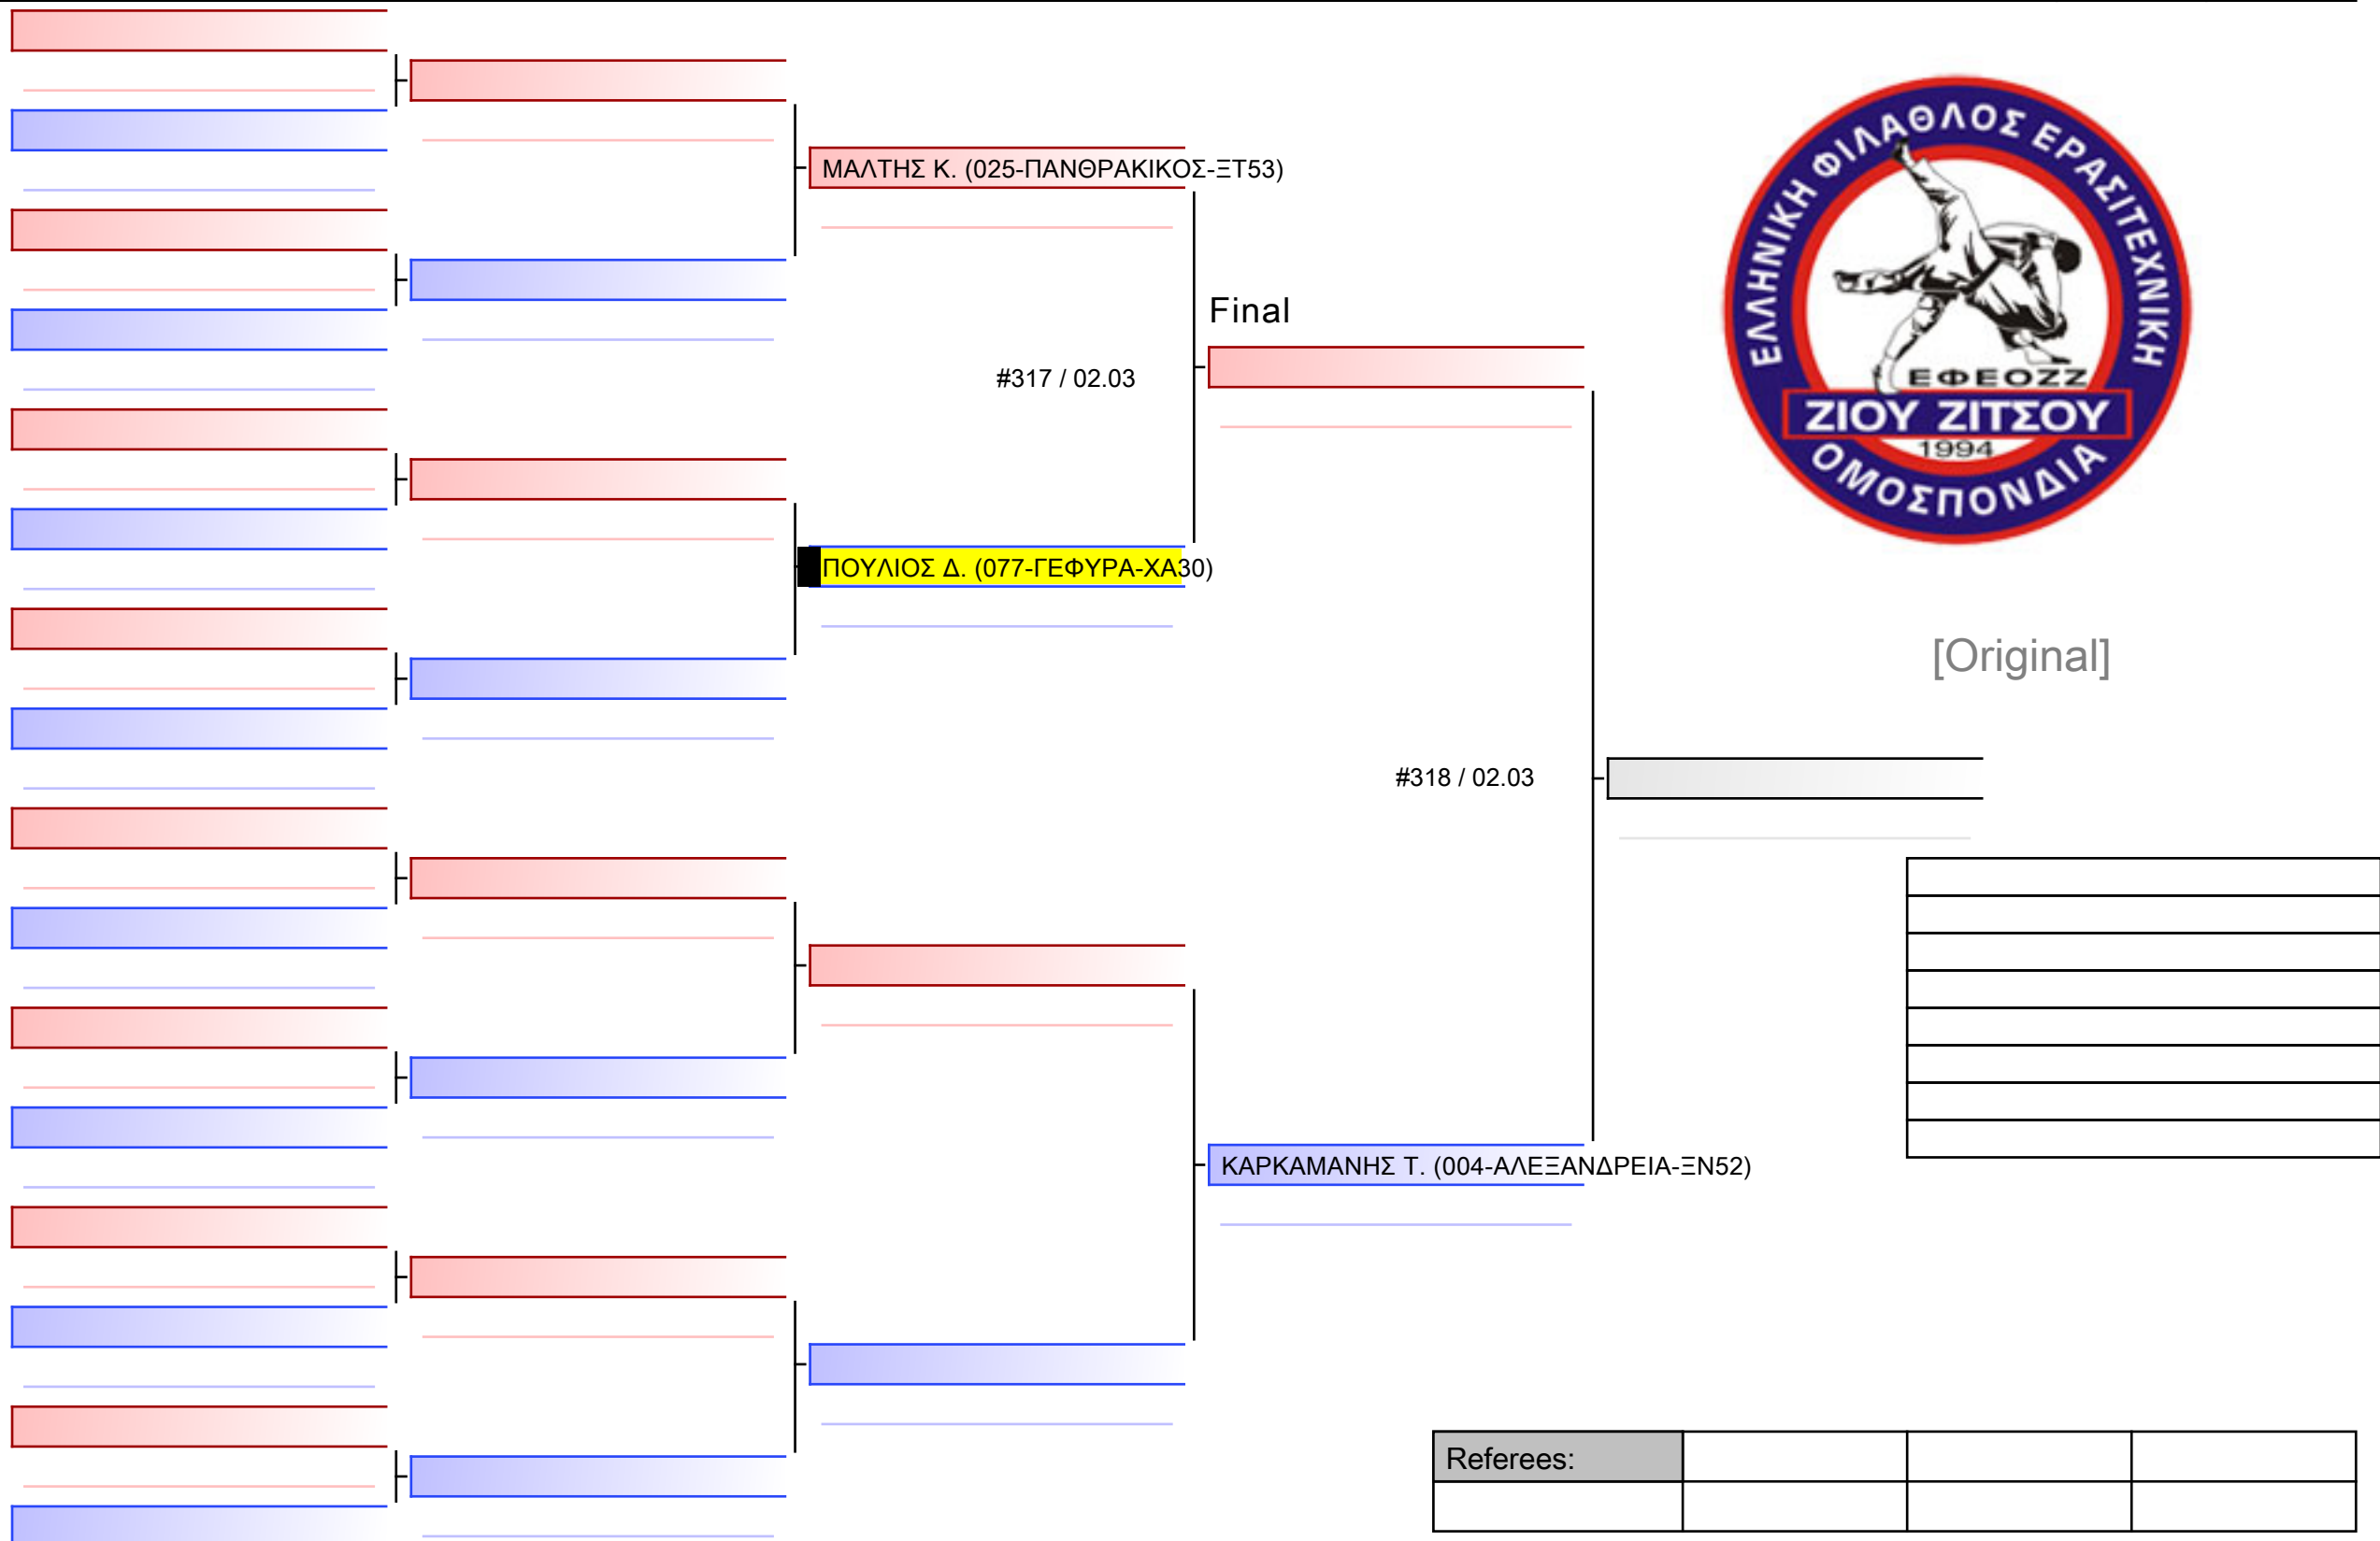 ΕΛΛΗΝΙΚΗ ΦΙΛΑΘΛΟΣ ΕΡΑΣΙΤΕΧΝΙΚΗ
ΜΑΛΤΗΣ Κ. (025-ΠΑΝΘΡΑΚΙΚΟΣ-ΞΤ53)
Final
#317 / 02.03
ΕΦΕΟΖΖ
ΖΙΟΥ ΖΙΤΣΟΥ
1994
ΟΜΟΣΠΟΝΔΙΑ
ΠΟΥΛΙΟΣ Δ. (077-ΓΕΦΥΡΑ-ΧΑ30)
[Original]
#318 / 02.03
ΚΑΡΚΑΜΑΝΗΣ Τ. (004-ΑΛΕΞΑΝΔΡΕΙΑ-ΞΝ52)
Referees: